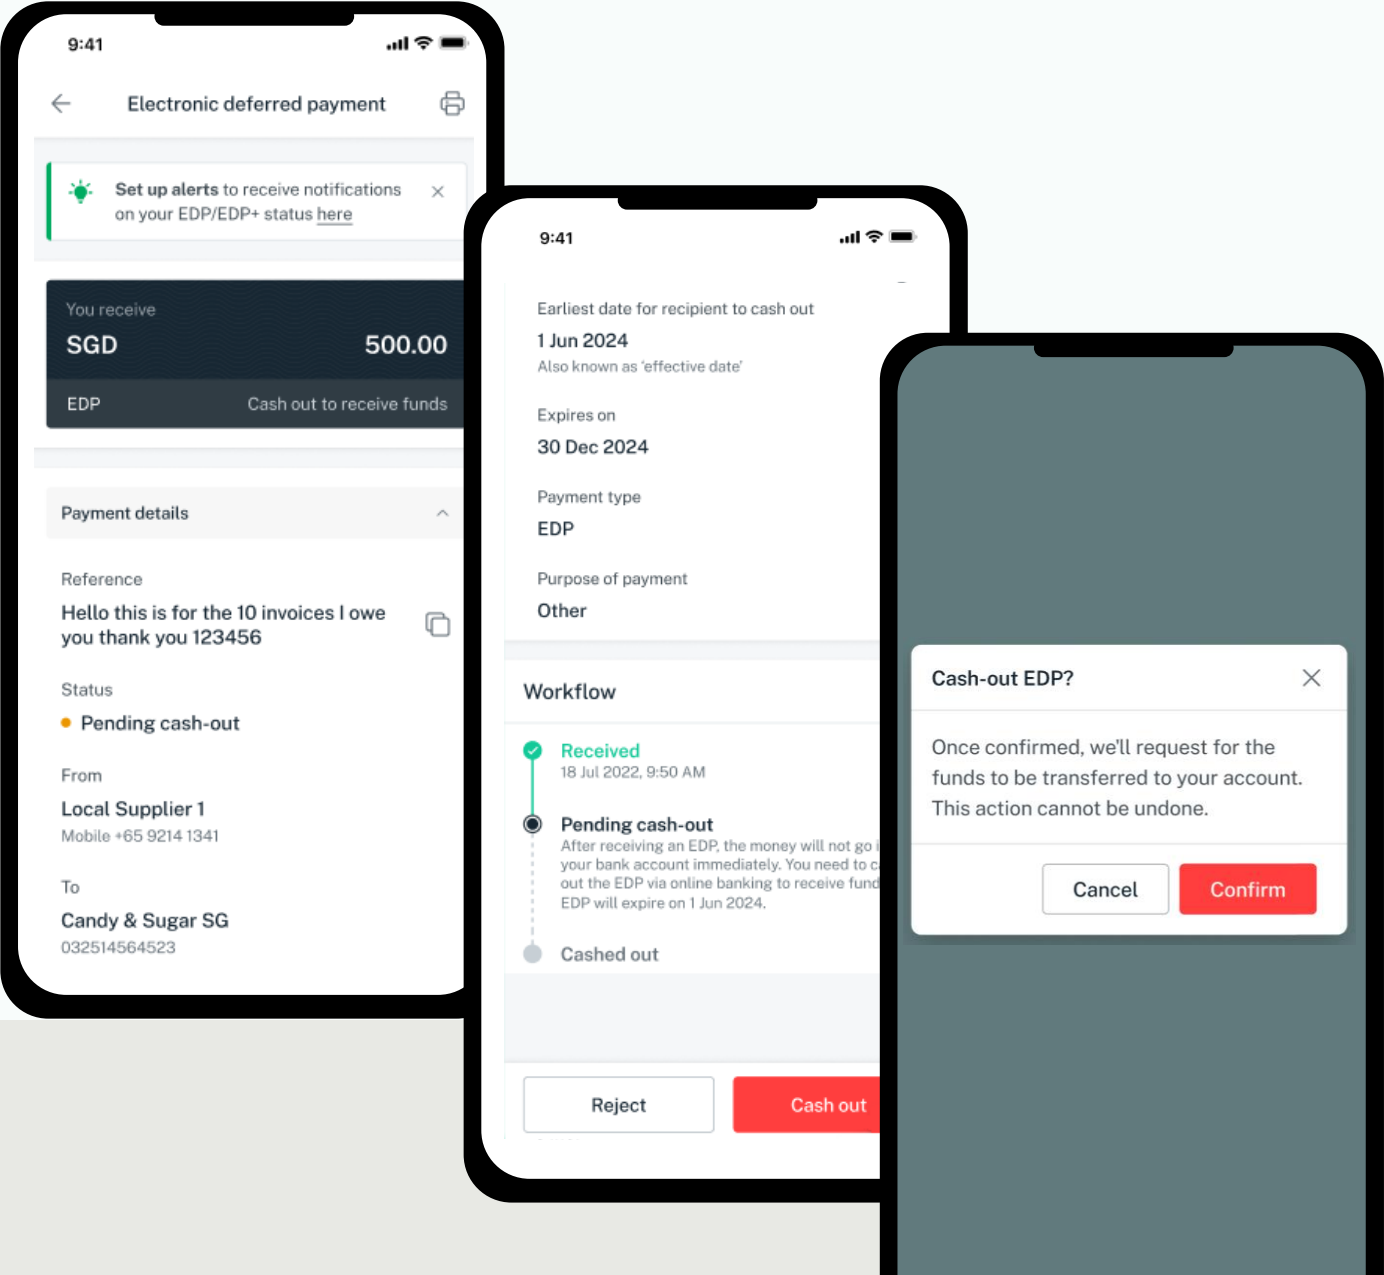 9:41
Electronic deferred payment
Set up alerts to receive notifications
on your EDP/EDP+ status here
You receive
SGD 500.00
EDP Cash out to receive funds
Payment details
Reference
Hello this is for the 10 invoices I owe
you thank you 123456
Status
Pending cash-out
From
Local Supplier 1
Mobile +65 9214 1341
To
Candy & Sugar SG
032514564523
9:41
Earliest date for recipient to cash out
1 Jun 2024
Also known as ‘effective date’
Expires on
30 Dec 2024
Payment type
EDP
Purpose of payment
Other
Workflow
Received
18 Jul 2022, 9:50 AM
Pending cash-out
After receiving an EDP, the money will not go
your bank account immediately. You need to
out the EDP via online banking to receive fund
EDP will expire on 1 Jun 2024.
Cashed out
Reject Cash out
Cash-out EDP?
Once confirmed, we'll request for the
funds to be transferred to your account.
This action cannot be undone.
Cancel Confirm